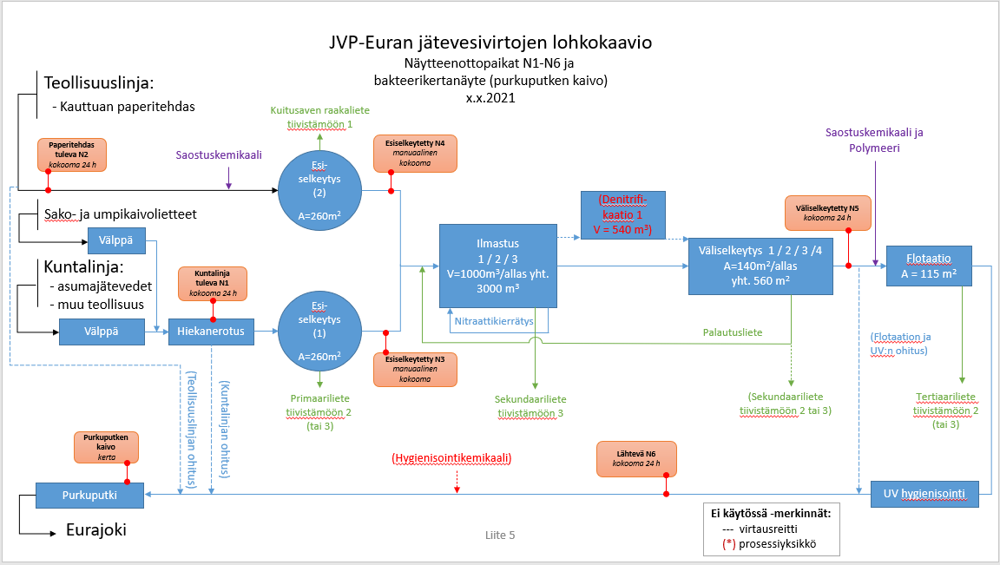 JVP-Euran jätevesivirtojen lohkokaavio
Näytteenottopaikat N1-N6 ja
bakteerikertanäyte (purkuputken kaivo)
x.x.2021
Teollisuuslinja:
- Kauttuan paperitehdas
Paperitehdas
tuleva N2
kokooma 24 h
Saostuskemikaali
Kuitusaven raakaliete
tiivistämöön 1
Esi-
selkeytys
(2)
A=260m²
Esiselkeytetty N4
manuaalinen
kokooma
Sako- ja umpikaivolietteet
Välppä
Kuntalinja:
- asumajätevedet
- muu teollisuus
Välppä
Kuntalinja
tuleva N1
kokooma 24 h
Hiekanerotus
Esi-
selkeytys
(1)
A=260m²
Esiselkeytetty N3
manuaalinen
kokooma
Primaariliete
tiivistämöön 2
(tai 3)
Ilmastus
1 / 2 / 3
V=1000m³/allas yht.
3000 m³
Nitraattikierrätys
Sekundaariliete
tiivistämöön 3
(Denitrifi-
kaatio 1
V = 540 m³)
Väliselkeytys 1 / 2 / 3 /4
A=140m²/allas
yht. 560 m²
Palautusliete
(Sekundaariliete
tiivistämöön 2 tai 3)
Väliselkeytetty N5
kokooma 24 h
Saostuskemikaali ja
Polymeeri
Flotaatio
A = 115 m²
(Flotaation ja
UV:n ohitus)
Tertiaariliete
tiivistämöön 2
(tai 3)
(Teollisuuslinjan ohitus)
(Kuntalinjan ohitus)
Purkuputken
kaivo
kerta
(Hygienisointikemikaali)
Lähtevä N6
kokooma 24 h
UV hygienisointi
Purkuputki
Eurajoki
Liite 5
Ei käytössä -merkinnät:
--- virtausreitti
(*) prosessiyksikkö